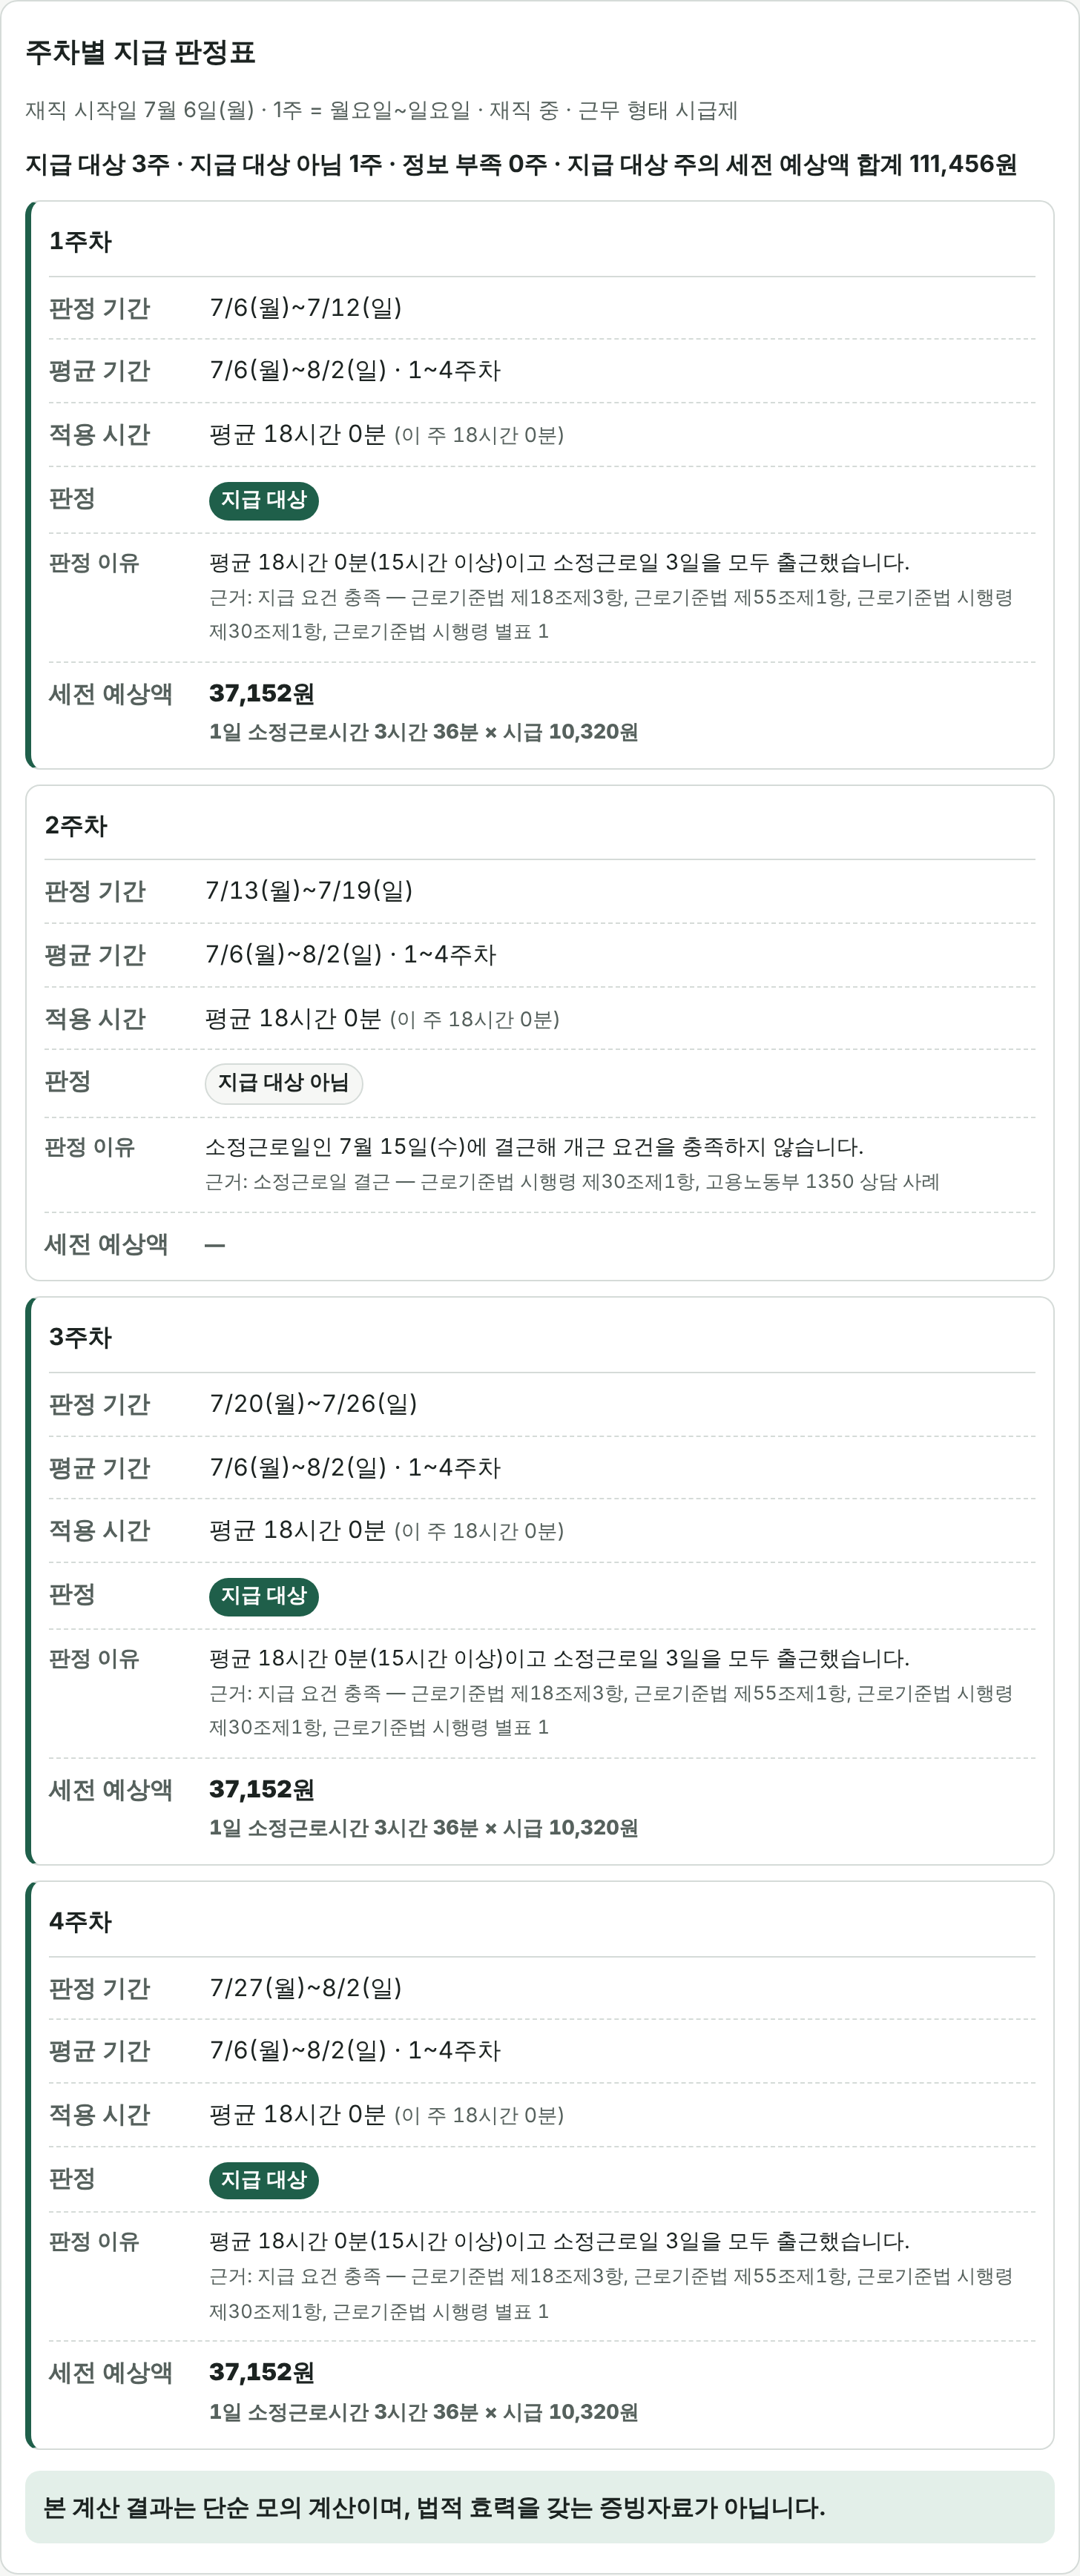 주차별 지급 판정표
재직 시작일 7월 6일(월) · 1주 = 월요일~일요일 · 재직 중 · 근무 형태 시급제
지급 대상 3주 · 지급 대상 아님 1주 · 정보 부족 0주 · 지급 대상 주의 세전 예상액 합계 111,456원
1주차
판정 기간 7/6(월)~7/12(일)
평균 기간 7/6(월)~8/2(일) · 1~4주차
적용 시간 평균 18시간 0분 (이 주 18시간 0분)
판정 지급 대상
판정 이유 평균 18시간 0분(15시간 이상)이고 소정근로일 3일을 모두 출근했습니다.
근거: 지급 요건 충족 — 근로기준법 제18조제3항, 근로기준법 제55조제1항, 근로기준법 시행령
제30조제1항, 근로기준법 시행령 별표 1
세전 예상액 37,152원
1일 소정근로시간 3시간 36분 × 시급 10,320원
2주차
판정 기간 7/13(월)~7/19(일)
평균 기간 7/6(월)~8/2(일) · 1~4주차
적용 시간 평균 18시간 0분 (이 주 18시간 0분)
판정 지급 대상 아님
판정 이유 소정근로일인 7월 15일(수)에 결근해 개근 요건을 충족하지 않습니다.
근거: 소정근로일 결근 — 근로기준법 시행령 제30조제1항, 고용노동부 1350 상담 사례
세전 예상액 —
3주차
판정 기간 7/20(월)~7/26(일)
평균 기간 7/6(월)~8/2(일) · 1~4주차
적용 시간 평균 18시간 0분 (이 주 18시간 0분)
판정 지급 대상
판정 이유 평균 18시간 0분(15시간 이상)이고 소정근로일 3일을 모두 출근했습니다.
근거: 지급 요건 충족 — 근로기준법 제18조제3항, 근로기준법 제55조제1항, 근로기준법 시행령
제30조제1항, 근로기준법 시행령 별표 1
세전 예상액 37,152원
1일 소정근로시간 3시간 36분 × 시급 10,320원
4주차
판정 기간 7/27(월)~8/2(일)
평균 기간 7/6(월)~8/2(일) · 1~4주차
적용 시간 평균 18시간 0분 (이 주 18시간 0분)
판정 지급 대상
판정 이유 평균 18시간 0분(15시간 이상)이고 소정근로일 3일을 모두 출근했습니다.
근거: 지급 요건 충족 — 근로기준법 제18조제3항, 근로기준법 제55조제1항, 근로기준법 시행령
제30조제1항, 근로기준법 시행령 별표 1
세전 예상액 37,152원
1일 소정근로시간 3시간 36분 × 시급 10,320원
본 계산 결과는 단순 모의 계산이며, 법적 효력을 갖는 증빙자료가 아닙니다.